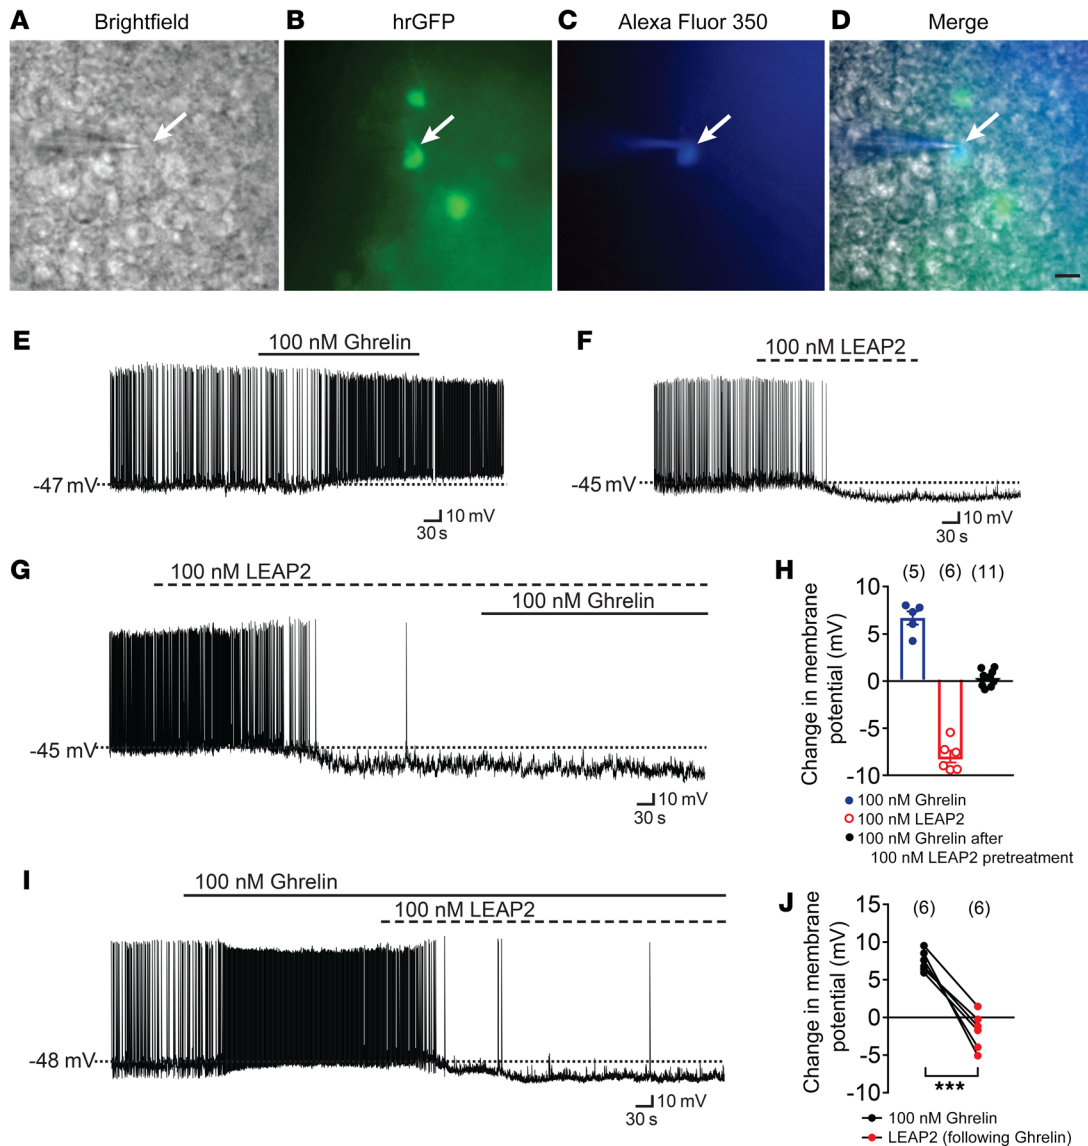 A Brightfield
B hrGFP
C Alexa Fluor 350
D Merge
E
100 nM Ghrelin
-47 mV
10 mV
30 s
F
100 nM LEAP2
-45 mV
10 mV
30 s
G
100 nM LEAP2
100 nM Ghrelin
-45 mV
10 mV
30 s
H
(5) (6) (11)
Change in membrane
potential (mV)
10
5
0
-5
-10
100 nM Ghrelin
100 nM LEAP2
100 nM Ghrelin after
100 nM LEAP2 pretreatment
I
100 nM Ghrelin
100 nM LEAP2
-48 mV
10 mV
30 s
J
(6) (6)
Change in membrane
potential (mV)
15
10
5
0
-5
-10
***
100 nM Ghrelin
LEAP2 (following Ghrelin)